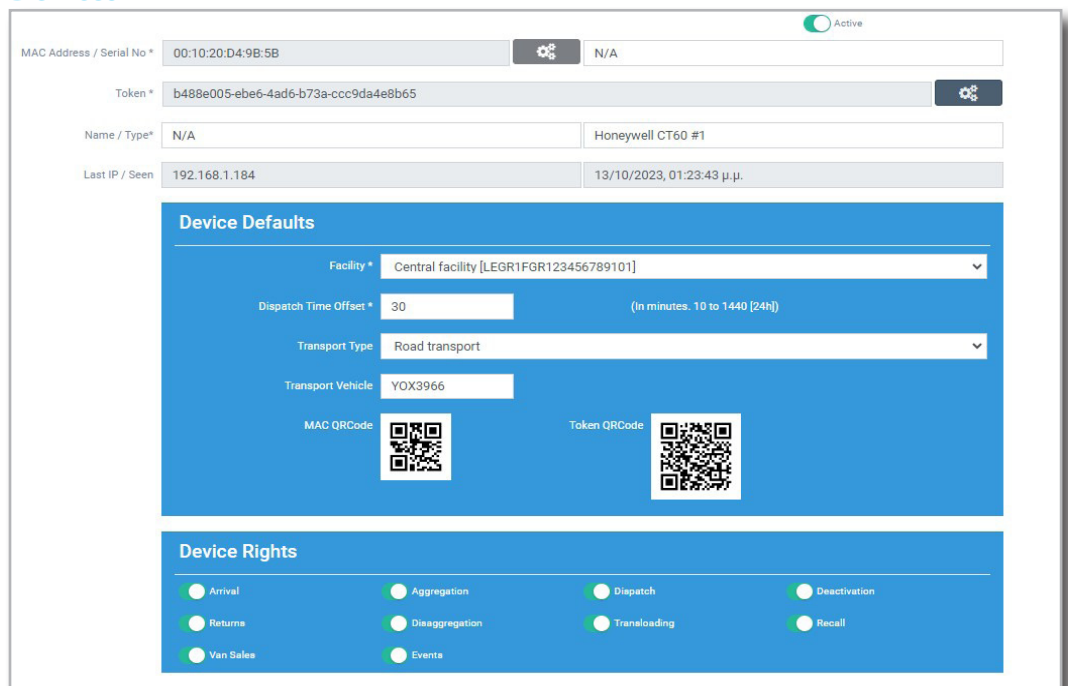 Active
MAC Address / Serial No * 00:10:20:D4:9B:5B N/A
Token * b488e005-ebe6-4ad6-b73a-ccc9da4e8b65
Name / Type* N/A Honeywell CT60 #1
Last IP / Seen 192.168.1.184 13/10/2023, 01:23:43 μ.μ.
Device Defaults
Facility * Central facility [LEGR1FGR123456789101]
Dispatch Time Offset * 30 (In minutes. 10 to 1440 [24h])
Transport Type Road transport
Transport Vehicle YOX3966
MAC QRCode Token QRCode
Device Rights
Arrival Aggregation Dispatch Deactivation
Returns Disaggregation Transloading Recall
Van Sales Events